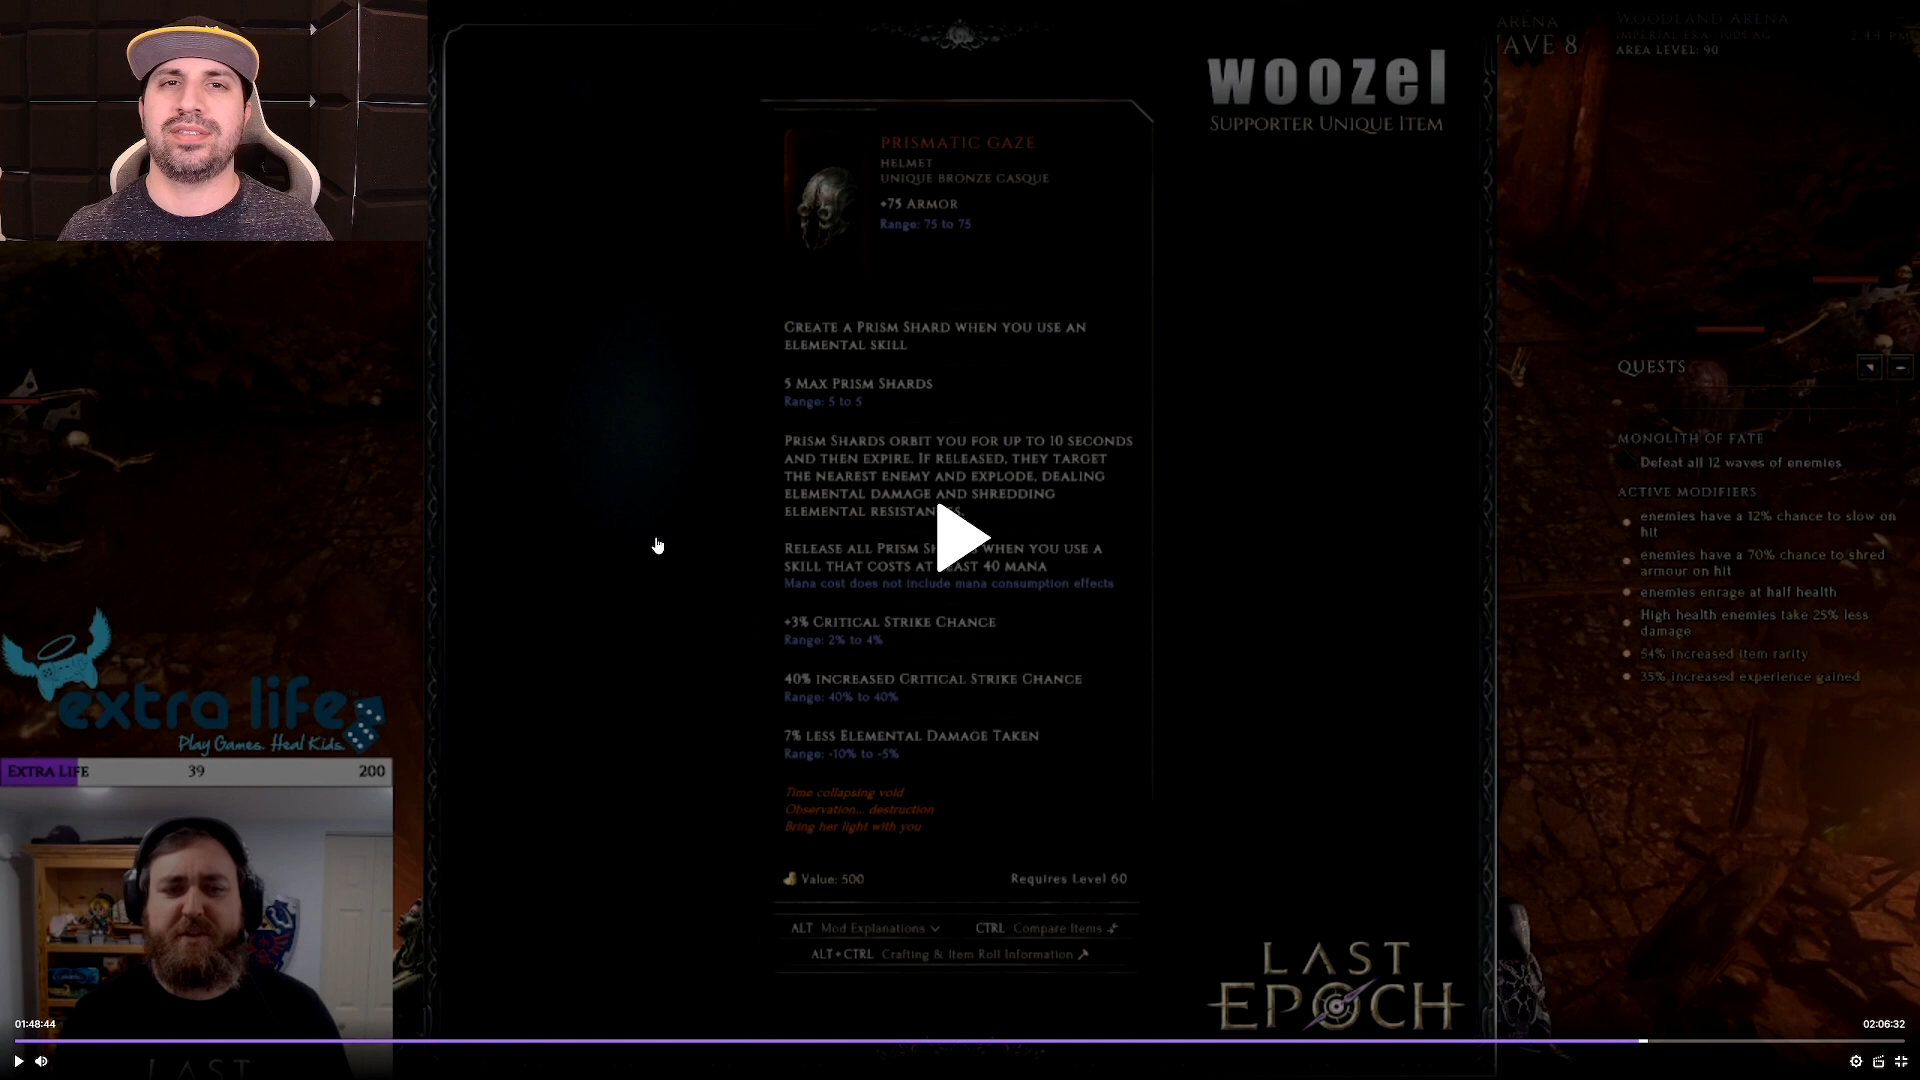 woozel
SUPPORTER UNIQUE ITEM
PRISMATIC GAZE
HELMET
UNIQUE BRONZE CASQUE
+75 ARMOR
Range: 75 to 75
CREATE A PRISM SHARD WHEN YOU USE AN
ELEMENTAL SKILL
5 MAX PRISM SHARDS
Range: 5 to 5
PRISM SHARDS ORBIT YOU FOR UP TO 10 SECONDS
AND THEN EXPIRE. IF RELEASED, THEY TARGET
THE NEAREST ENEMY AND EXPLODE, DEALING
ELEMENTAL DAMAGE AND SHREDDING
ELEMENTAL
RELEASE ALL PRISM WHEN YOU USE A
SKILL THAT COSTS 40 MANA
Mana cost does not include mana consumption effects
+3% CRITICAL STRIKE CHANCE
Range: 2% to 4%
40% INCREASED CRITICAL STRIKE CHANCE
Range: 40% to 40%
7% LESS ELEMENTAL DAMAGE TAKEN
Range: -10% to -5%
Time collapsing void
Observation... destruction
Bring her light with you
Value: 500
Requires Level 60
ALT Mod Explanations
CTRL Compare Items
ALT + CTRL Crafting & Item Roll Information
LAST
EPOCH
ARENA
WAVE 8
WOODLAND ARENA
AREA LEVEL: 90
2:44 PM
QUESTS
MONOLITH OF FATE
Defeat all 12 waves of enemies
ACTIVE MODIFIERS
enemies have a 12% chance to slow on
hit
enemies have a 70% chance to shred
armour on hit
enemies enrage at half health
High health enemies take 25% less
damage
54% increased item rarity
35% increased experience gained
extra life
Play Games. Heal Kids.
EXTRA LIFE
39
200
LAST
01:48:44
02:06:32